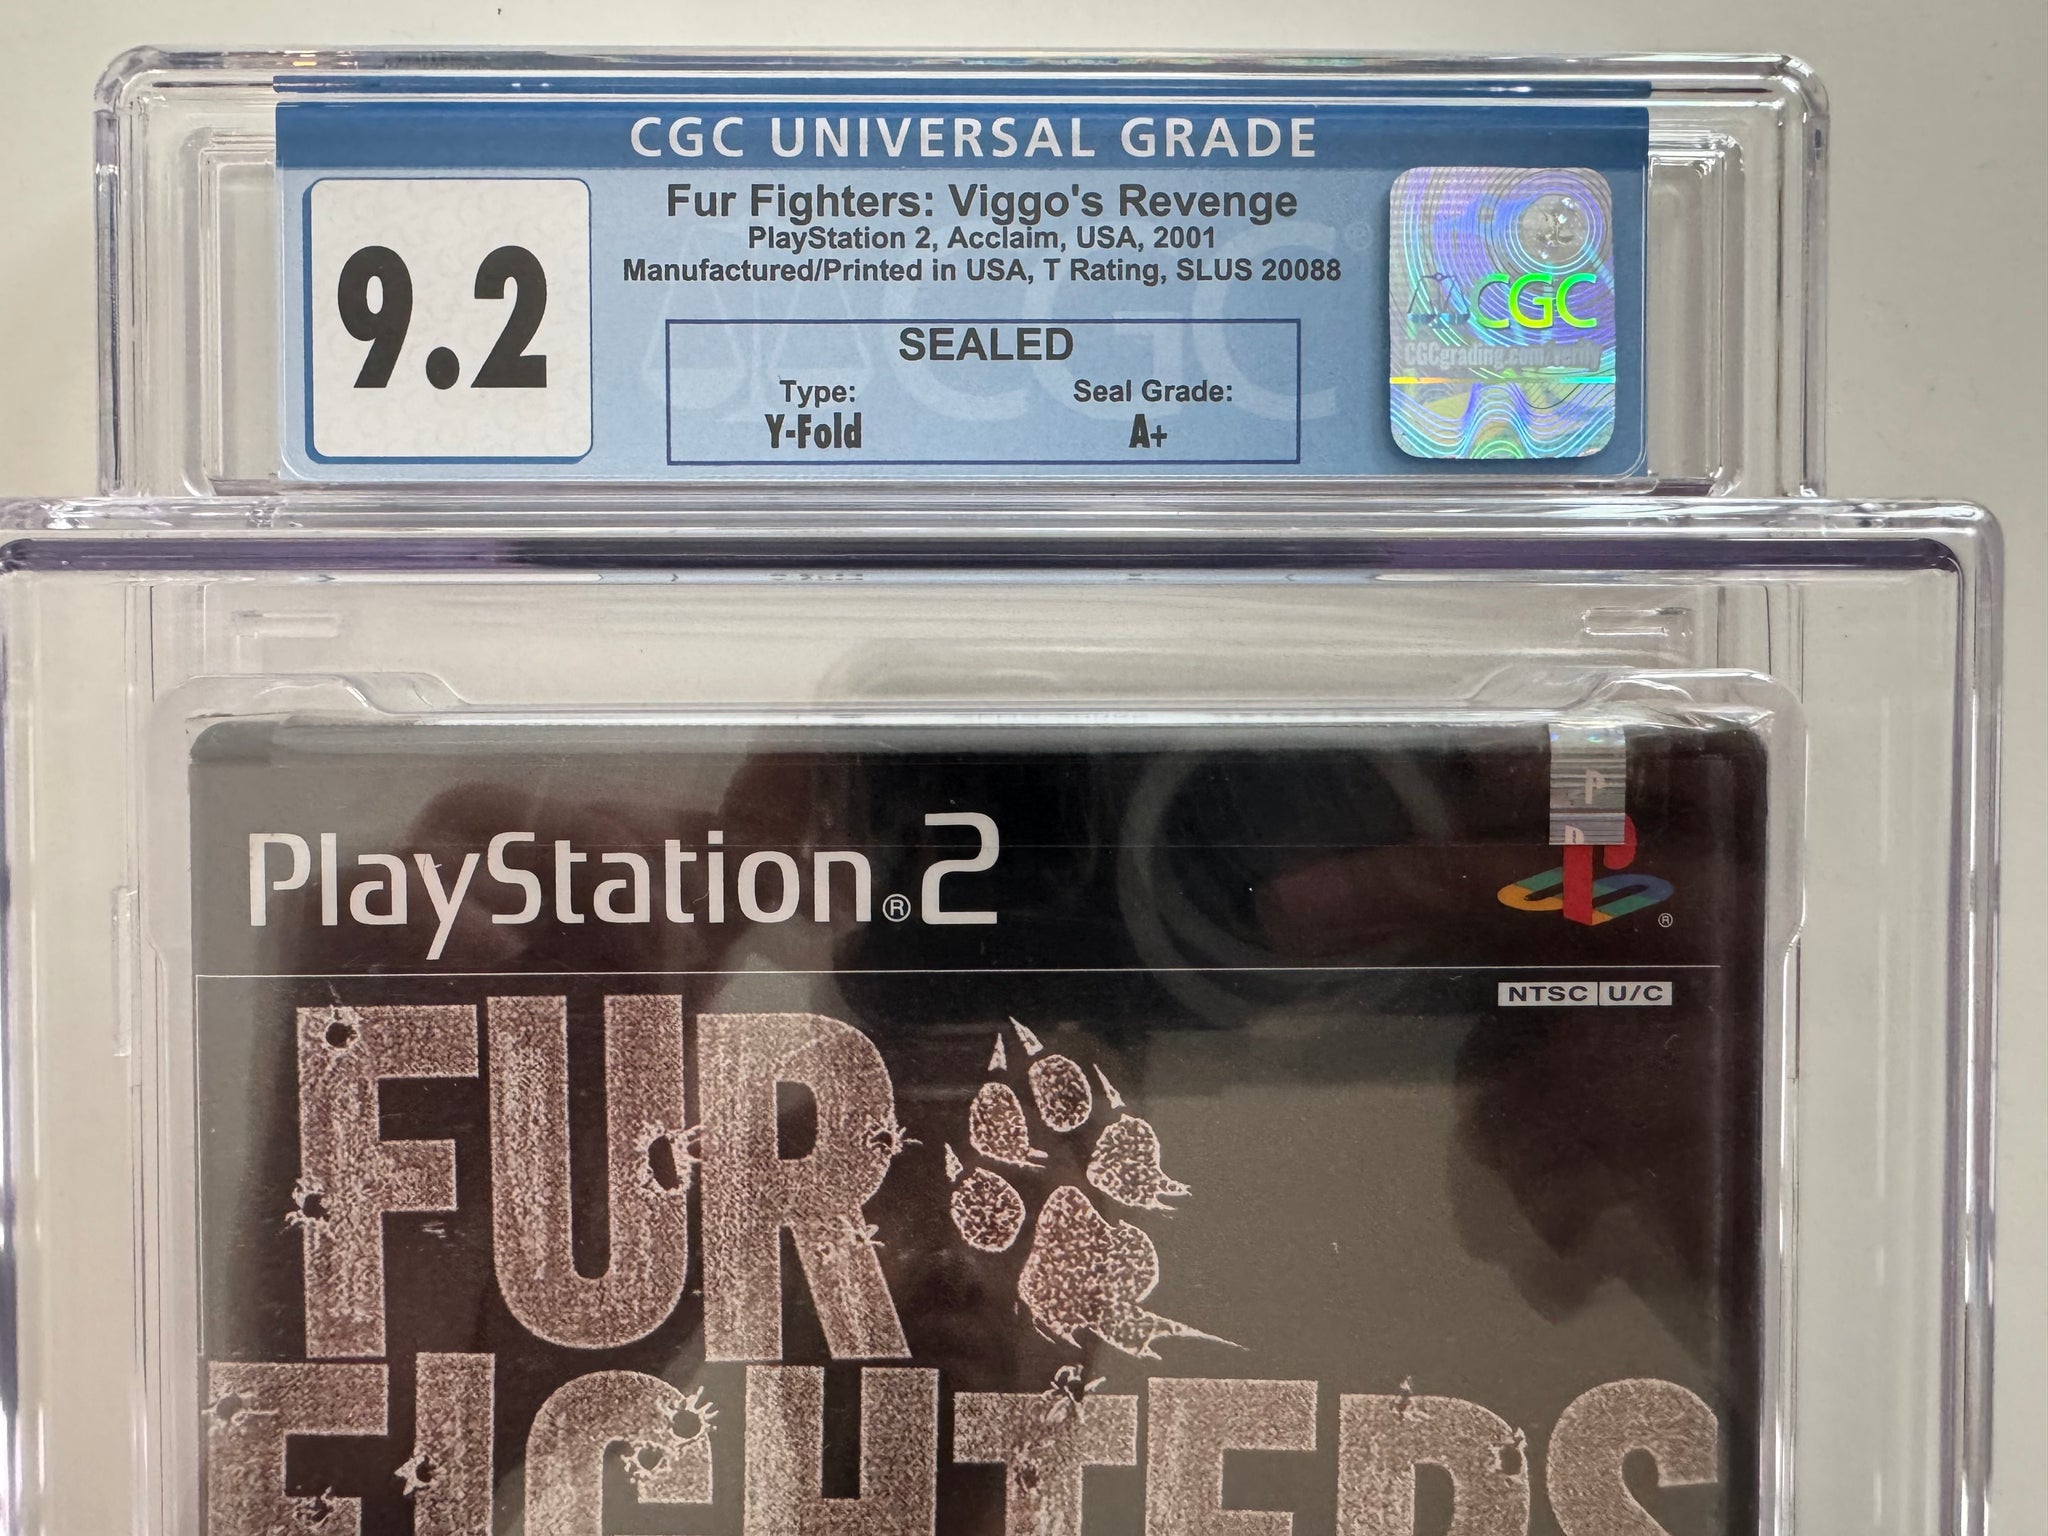 CGC UNIVERSAL GRADE
9.2
Fur Fighters: Viggo's Revenge
PlayStation 2, Acclaim, USA, 2001
Manufactured/Printed in USA, T Rating, SLUS 20088
SEALED
Type: Seal Grade:
Y-Fold A+
CGC
CGCgrading.com/verify
PlayStation®2
®
NTSC U/C
FUR
FIGHTERS